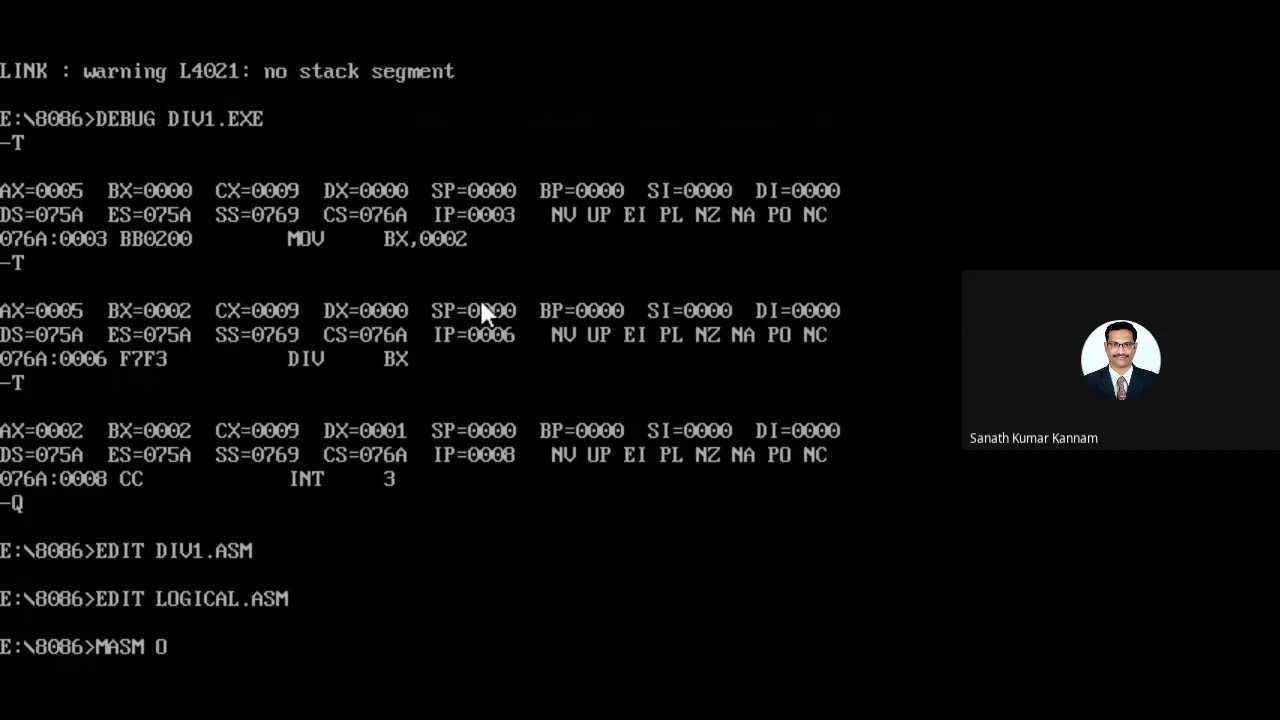 LINK : warning L4021: no stack segment
E:\8086>DEBUG DIV1.EXE
-T
AX=0005 BX=0000 CX=0009 DX=0000 SP=0000 BP=0000 SI=0000 DI=0000
DS=075A ES=075A SS=0769 CS=076A IP=0003 NV UP EI PL NZ NA PO NC
076A:0003 BB0200 MOV BX,0002
-T
AX=0005 BX=0002 CX=0009 DX=0000 SP=0000 BP=0000 SI=0000 DI=0000
DS=075A ES=075A SS=0769 CS=076A IP=0006 NV UP EI PL NZ NA PO NC
076A:0006 F7F3 DIV BX
-T
AX=0002 BX=0002 CX=0009 DX=0001 SP=0000 BP=0000 SI=0000 DI=0000
DS=075A ES=075A SS=0769 CS=076A IP=0008 NV UP EI PL NZ NA PO NC
076A:0008 CC INT 3
-Q
E:\8086>EDIT DIV1.ASM
E:\8086>EDIT LOGICAL.ASM
E:\8086>MASM O
Sanath Kumar Kannam